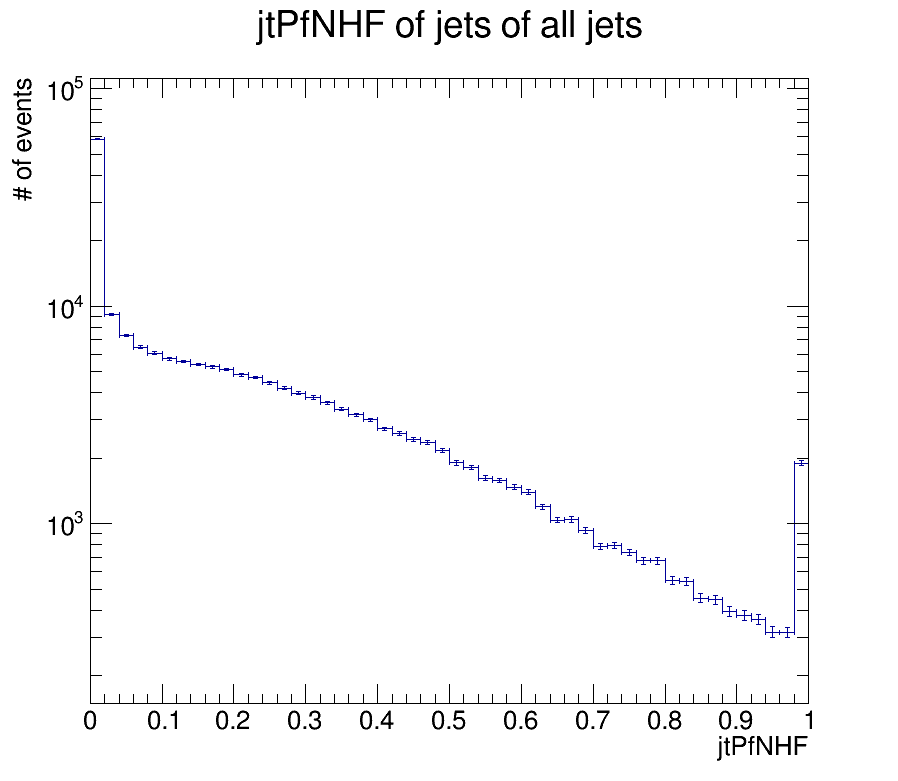 jtPfNHF of jets of all jets
# of events
10^5
10^4
10^3
0 0.1 0.2 0.3 0.4 0.5 0.6 0.7 0.8 0.9 1
jtPfNHF